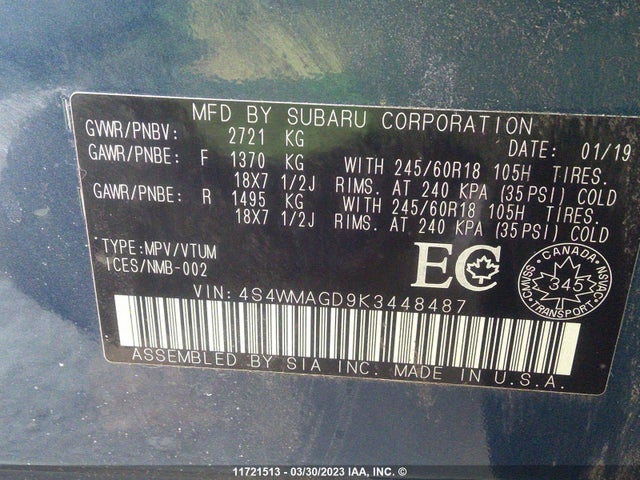 MFD BY SUBARU CORPORATION
GVWR/PNBV: 2721 KG DATE: 01/19
GAWR/PNBE: F 1370 KG WITH 245/60R18 105H TIRES.
18X7 1/2J RIMS. AT 240 KPA (35PSI) COLD
GAWR/PNBE: R 1495 KG WITH 245/60R18 105H TIRES.
18X7 1/2J RIMS. AT 240 KPA (35PSI) COLD
TYPE:MPV/VTUM
ICES/NMB-002
EC
CANADA
CMVSS 345 NSVAC
TRANSPORT
VIN:4S4WMAGD9K3448487
ASSEMBLED BY SIA INC. MADE IN U.S.A.
11721513 - 03/30/2023 IAA, INC. ©